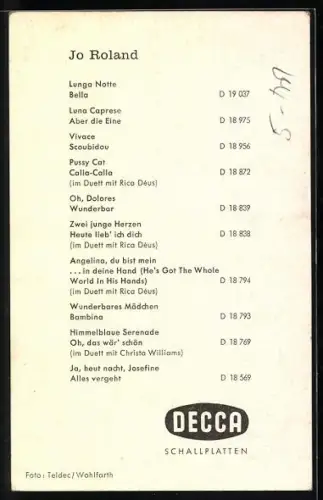 Jo Roland
Lunga Notte
Bella D 19 037
Luna Caprese
Aber die Eine D 18 975
Vivace
Scoubidou D 18 956
Pussy Cat
Calla-Calla D 18 872
(im Duett mit Rica Déus)
Oh, Dolores
Wunderbar D 18 839
Zwei junge Herzen
Heute lieb' ich dich D 18 838
(im Duett mit Rica Déus)
Angelina, du bist mein
...in deine Hand (He's Got The Whole
World in His Hands) D 18 794
(im Duett mit Rica Déus)
Wunderbares Mädchen
Bambina D 18 793
Himmelblaue Serenade
Oh, das wär' schön D 18 769
(im Duett mit Christa Williams)
Ja, heut nacht, Josefine
Alles vergeht D 18 569
DECCA
SCHALLPLATTEN
Foto: Teldec/Wahlfarth